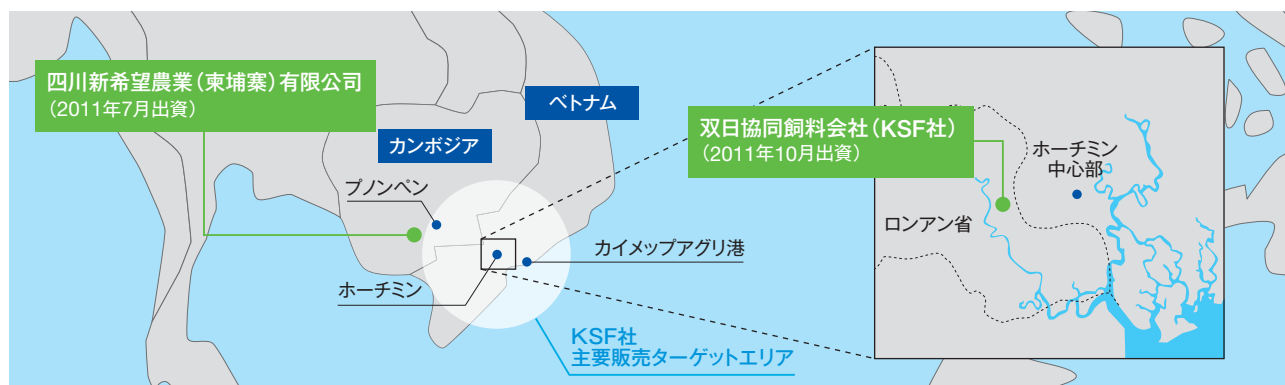 四川新希望農業（柬埔寨）有限公司
（2011年7月出資）
ベトナム
カンボジア
プノンペン
カイメップアグリ港
ホーチミン
KSF社
主要販売ターゲットエリア
双日協同飼料会社（KSF社）
（2011年10月出資）
ホーチミン
中心部
ロンアン省